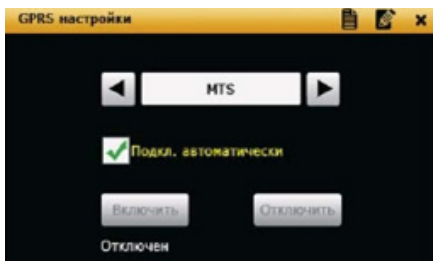 GPRS настройки
MTS
Подкл. автоматически
Включить
Отключить
Отключен